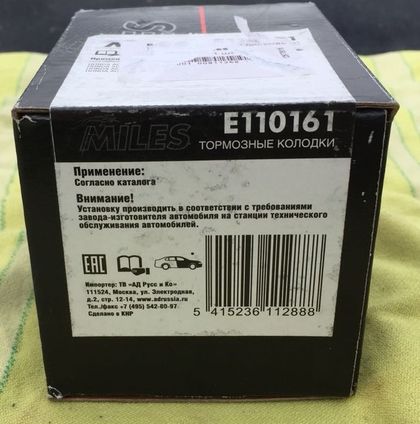 MILES
E110161
ТОРМОЗНЫЕ КОЛОДКИ
Применение:
Согласно каталога
Внимание!
Установку производить в соответствии с требованиями
завода-изготовителя автомобиля на станции технического
обслуживания автомобилей.
EAC
Импортер: ТВ «АД Русс и Ко»
111524, Москва, ул. Электродная,
д.2, стр. 12-14, www.adrussia.ru
Тел./факс +7 (495) 542-80-97
Сделано в КНР
5 415236 112888